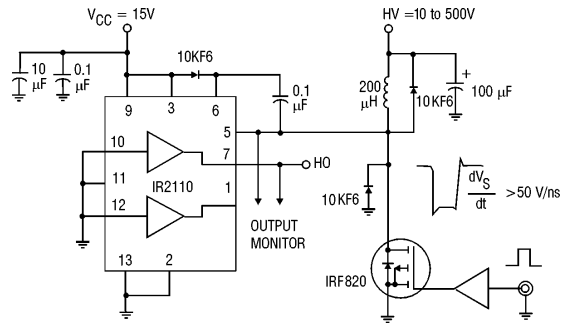 VCC = 15V
HV =10 to 500V
10KF6
10 μF
0.1 μF
0.1 μF
200 μH
10KF6
+
100 μF
9
3
6
5
7
1
10
11
12
IR2110
HO
OUTPUT
MONITOR
10KF6
dVS
dt
>50 V/ns
13
2
IRF820